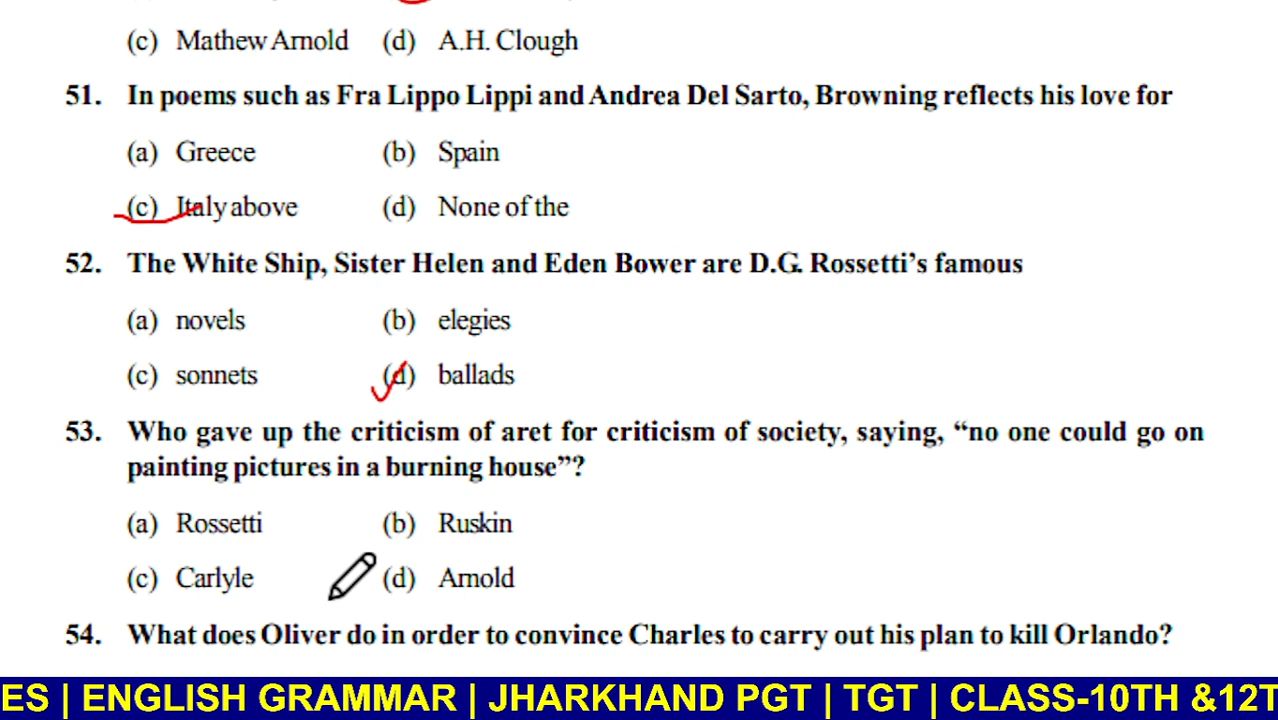 (c) Mathew Arnold (d) A.H. Clough
51. In poems such as Fra Lippo Lippi and Andrea Del Sarto, Browning reflects his love for
(a) Greece (b) Spain
(c) Italy above (d) None of the
52. The White Ship, Sister Helen and Eden Bower are D.G. Rossetti’s famous
(a) novels (b) elegies
(c) sonnets (d) ballads
53. Who gave up the criticism of aret for criticism of society, saying, “no one could go on
painting pictures in a burning house”?
(a) Rossetti (b) Ruskin
(c) Carlyle (d) Arnold
54. What does Oliver do in order to convince Charles to carry out his plan to kill Orlando?
ES | ENGLISH GRAMMAR | JHARKHAND PGT | TGT | CLASS-10TH &12T